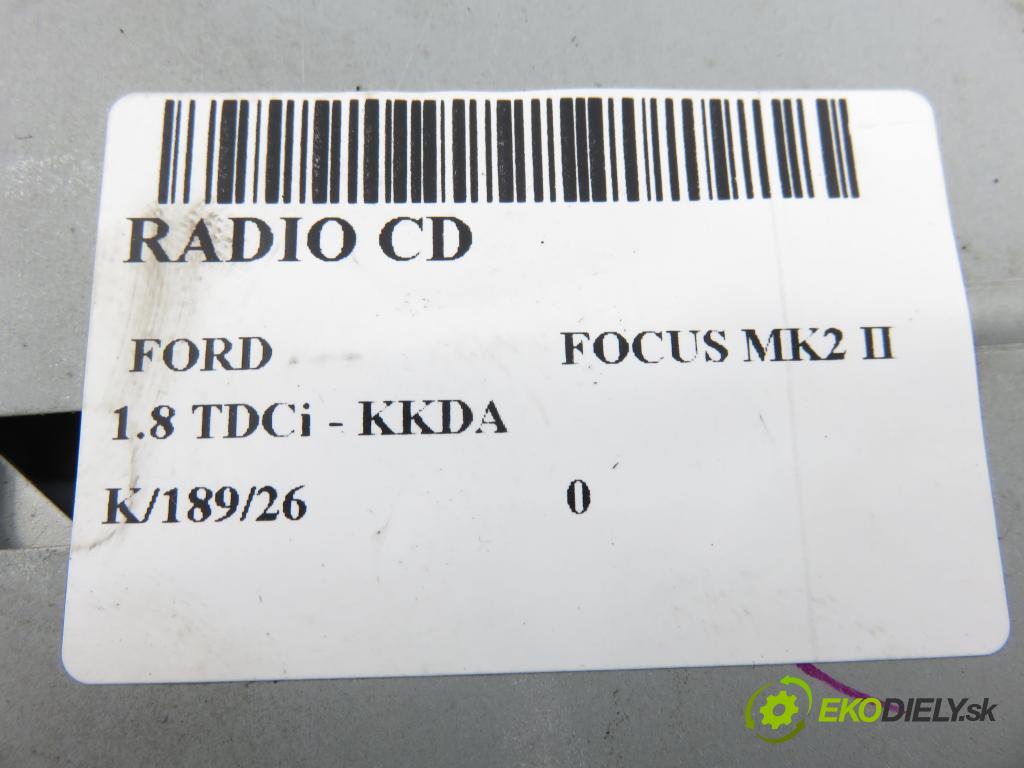 RADIO CD
FORD FOCUS MK2 II
1.8 TDCi - KKDA
K/189/26 0
EKODIELY.sk